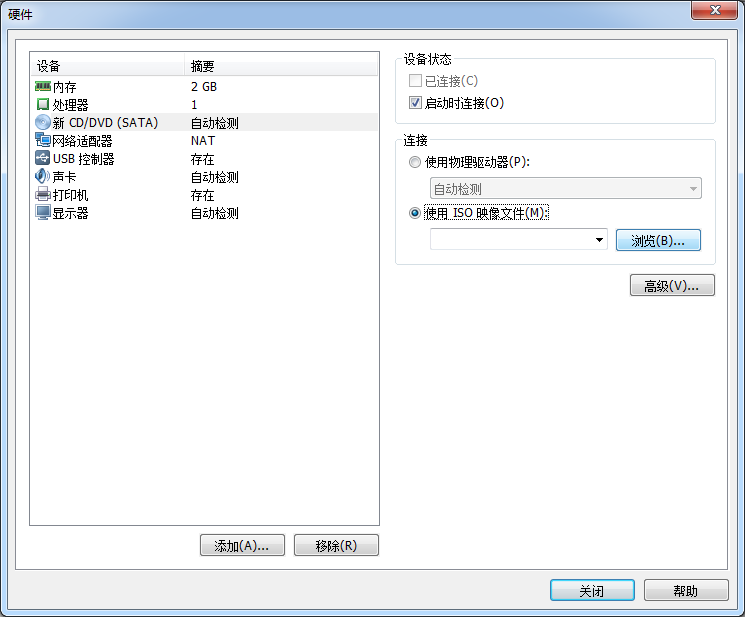 硬件
设备 摘要
内存 2 GB
处理器 1
新 CD/DVD (SATA) 自动检测
网络适配器 NAT
USB 控制器 存在
声卡 自动检测
打印机 存在
显示器 自动检测
添加(A)... 移除(R)
设备状态
已连接(C)
启动时连接(O)
连接
使用物理驱动器(P):
自动检测
使用 ISO 映像文件(M):
浏览(B)...
高级(V)...
关闭 帮助